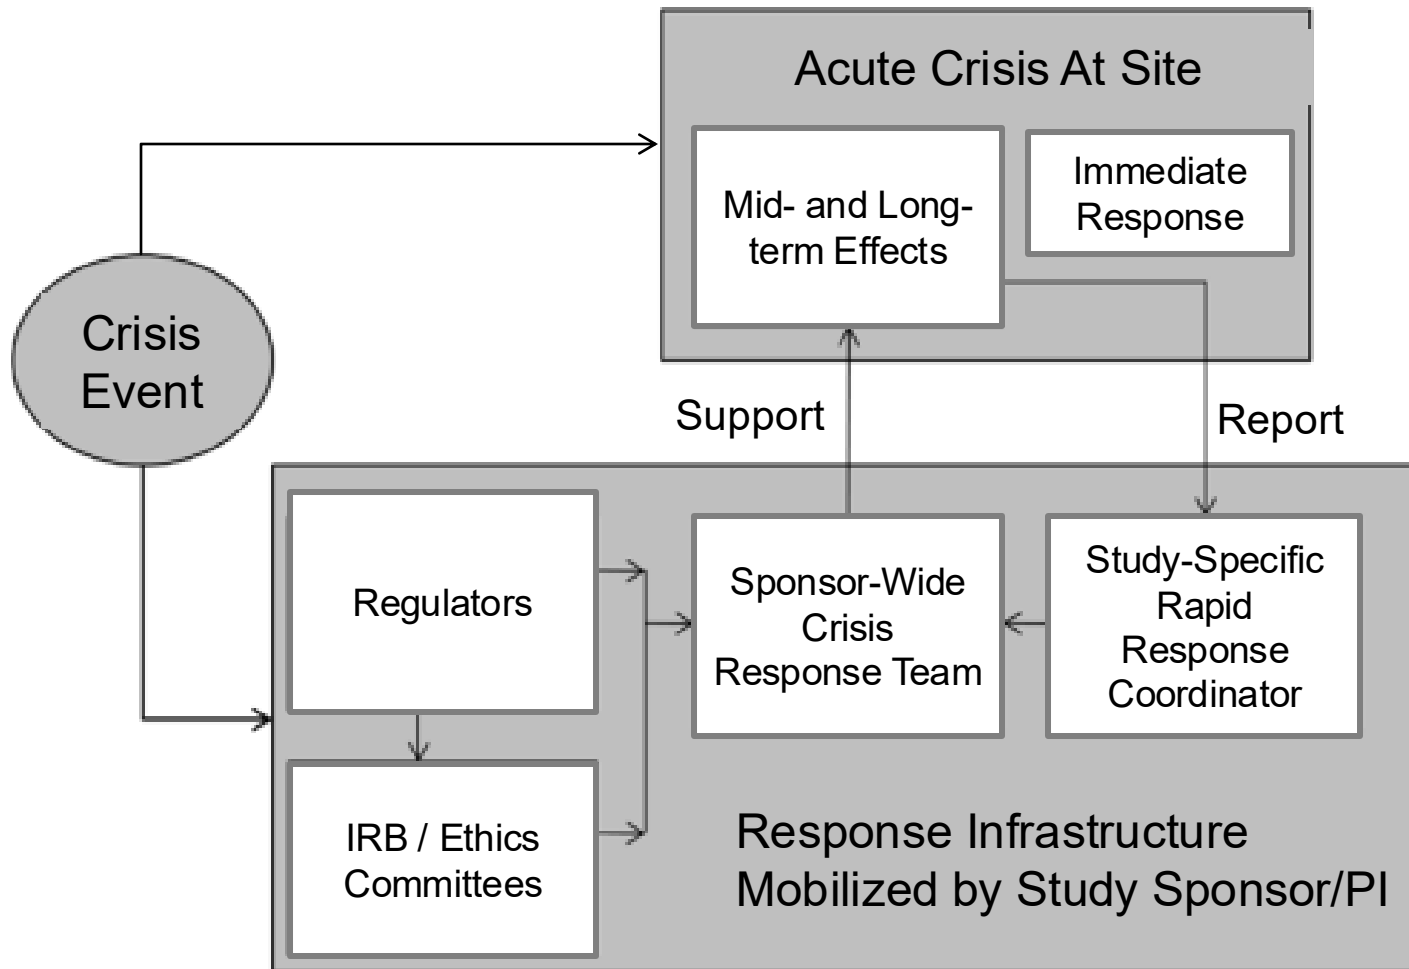 Acute Crisis At Site
Mid- and Long-
term Effects
Immediate
Response
Crisis
Event
Support
Report
Regulators
Sponsor-Wide
Crisis
Response Team
Study-Specific
Rapid
Response
Coordinator
IRB / Ethics
Committees
Response Infrastructure
Mobilized by Study Sponsor/PI